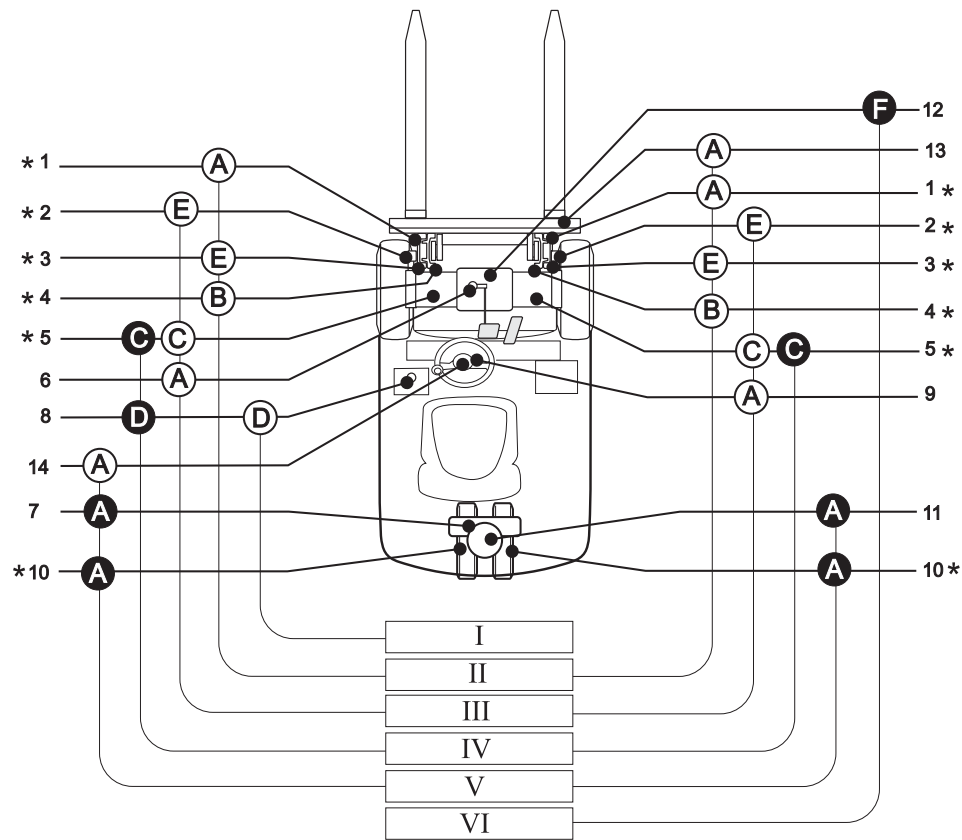 F 12
A 13
* 1 A
A 1 *
* 2 E
E 2 *
* 3 E
E 3 *
* 4 B
B 4 *
* 5 C C
C C 5 *
6 A
A 9
8 D D
14 A
7 A
A 11
* 10 A
A 10 *
I
II
III
IV
V
VI